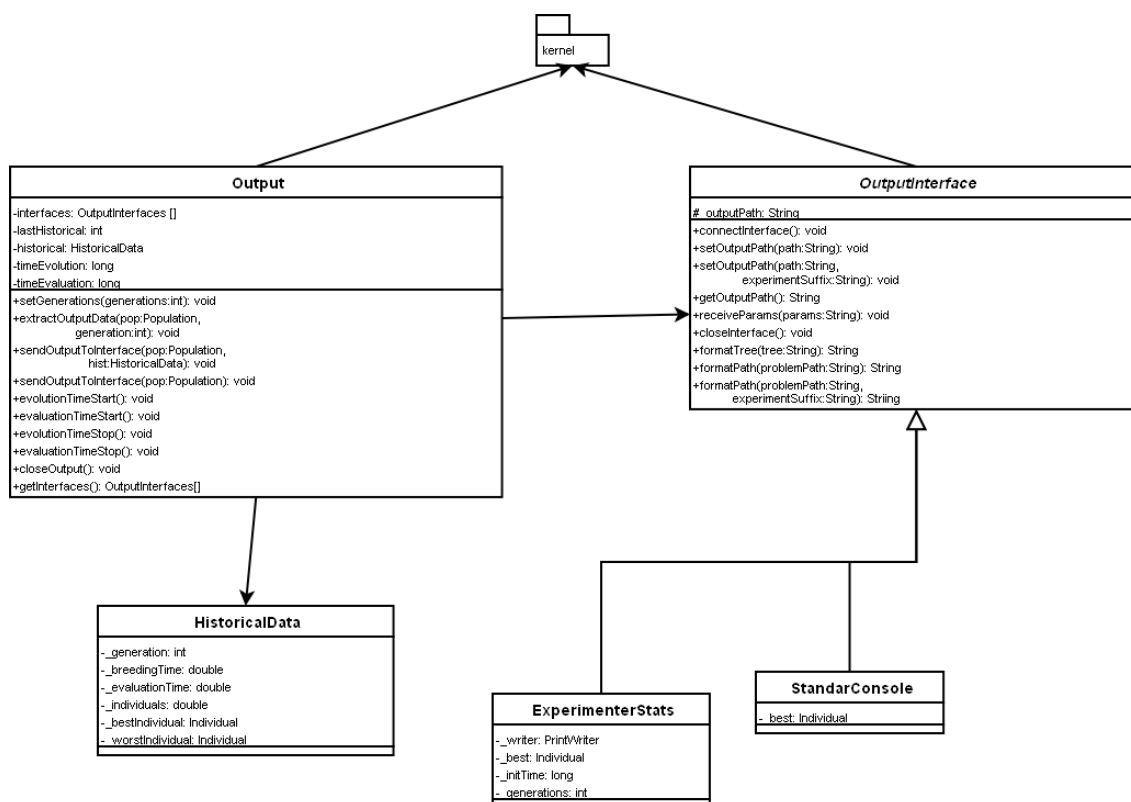 kernel
Output
-interfaces: OutputInterfaces []
-lastHistorical: int
-historical: HistoricalData
-timeEvolution: long
-timeEvaluation: long
+setGenerations(generations:int): void
+extractOutputData(pop:Population,
generation:int): void
+sendOutputToInterface(pop:Population,
hist:HistoricalData): void
+sendOutputToInterface(pop:Population): void
+evolutionTimeStart(): void
+evaluationTimeStart(): void
+evolutionTimeStop(): void
+evaluationTimeStop(): void
+closeOutput(): void
+getInterfaces(): OutputInterfaces[]
OutputInterface
#_outputPath: String
+connectInterface(): void
+setOutputPath(path:String): void
+setOutputPath(path:String,
experimentSuffix:String): void
+getOutputPath(): String
+receiveParams(params:String): void
+closeInterface(): void
+formatTree(tree:String): String
+formatPath(problemPath:String): String
+formatPath(problemPath:String,
experimentSuffix:String): Striing
HistoricalData
-_generation: int
-_breedingTime: double
-_evaluationTime: double
-_individuals: double
-_bestIndividual: Individual
-_worstIndividual: Individual
ExperimenterStats
-_writer: PrintWriter
-_best: Individual
-_initTime: long
-_generations: int
StandarConsole
-_best: Individual